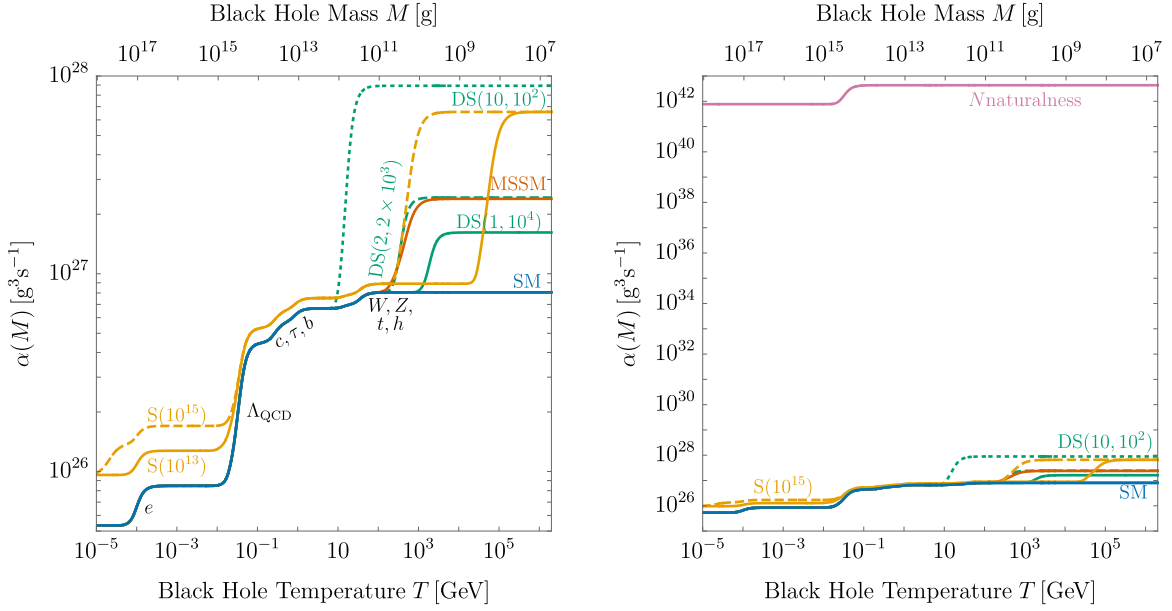 Black Hole Mass M [g]
10^17 10^15 10^13 10^11 10^9 10^7
10^28
10^27
10^26
α(M) [g^3 s^−1]
DS(10, 10^2)
DS(2, 2 × 10^3)
MSSM
DS(1, 10^4)
SM
W, Z,
t, h
c, τ, b
Λ_QCD
S(10^15)
S(10^13)
e
10^−5 10^−3 10^−1 10 10^3 10^5
Black Hole Temperature T [GeV]
Black Hole Mass M [g]
10^17 10^15 10^13 10^11 10^9 10^7
10^42
10^40
10^38
10^36
10^34
10^32
10^30
10^28
10^26
α(M) [g^3 s^−1]
Nnaturalness
DS(10, 10^2)
S(10^15)
SM
10^−5 10^−3 10^−1 10 10^3 10^5
Black Hole Temperature T [GeV]